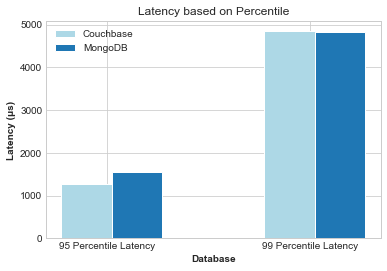 Latency based on Percentile
Couchbase
MongoDB
5000
4000
3000
2000
1000
0
Latency (µs)
95 Percentile Latency
99 Percentile Latency
Database